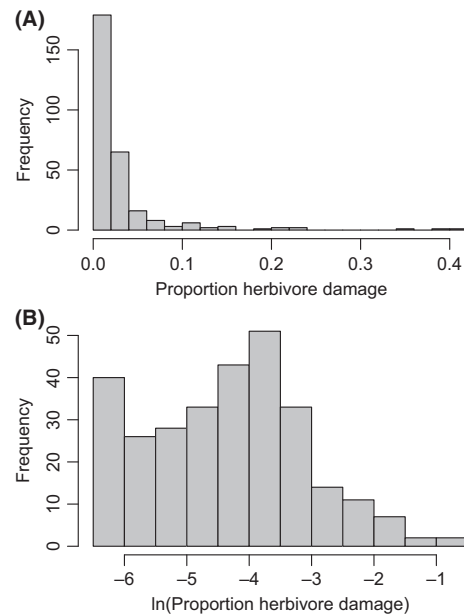 (A)
150
100
50
0
Frequency
0.0 0.1 0.2 0.3 0.4
Proportion herbivore damage
(B)
50
40
30
20
10
0
Frequency
–6 –5 –4 –3 –2 –1
ln(Proportion herbivore damage)